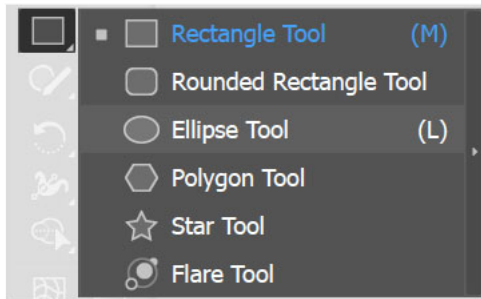 Rectangle Tool (M)
Rounded Rectangle Tool
Ellipse Tool (L)
Polygon Tool
Star Tool
Flare Tool